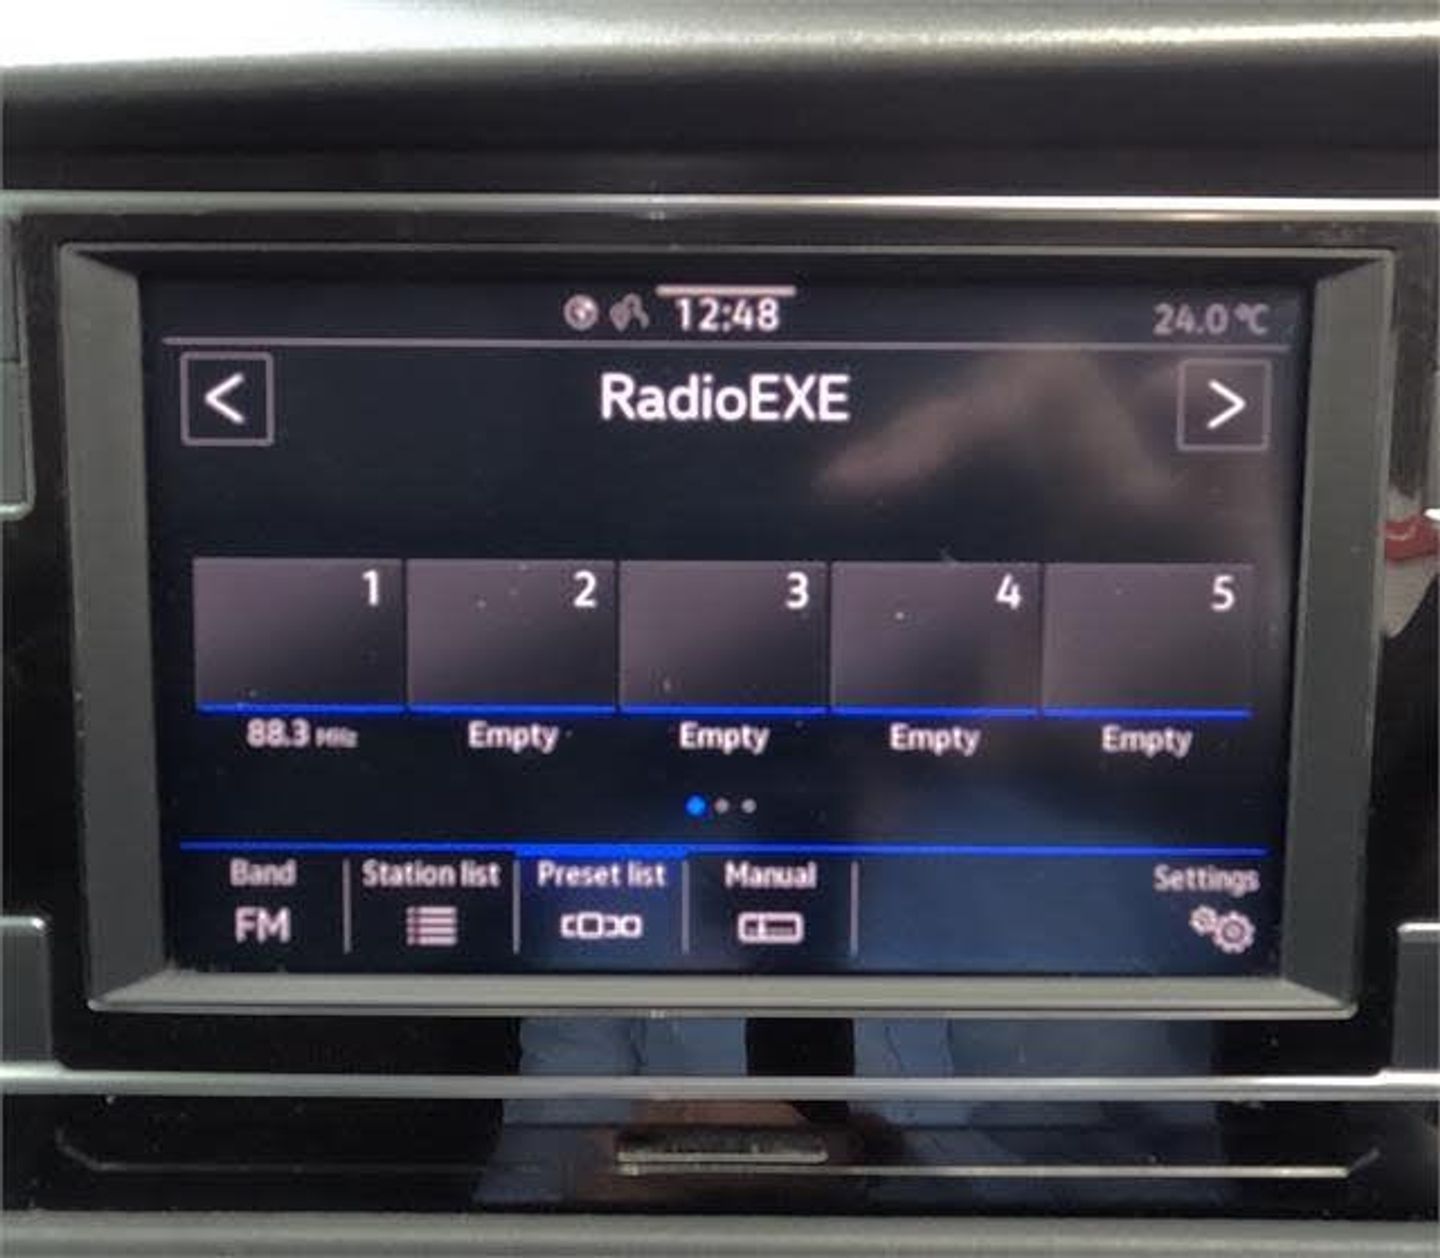 12:48
24.0 °C
<
RadioEXE
>
1 2 3 4 5
88.3 MHz Empty Empty Empty Empty
Band Station list Preset list Manual Settings
FM